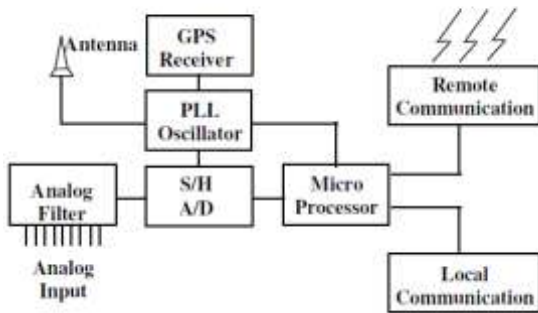 Antenna
GPS
Receiver
PLL
Oscillator
Remote
Communication
Analog
Filter
S/H
A/D
Micro
Processor
Analog
Input
Local
Communication